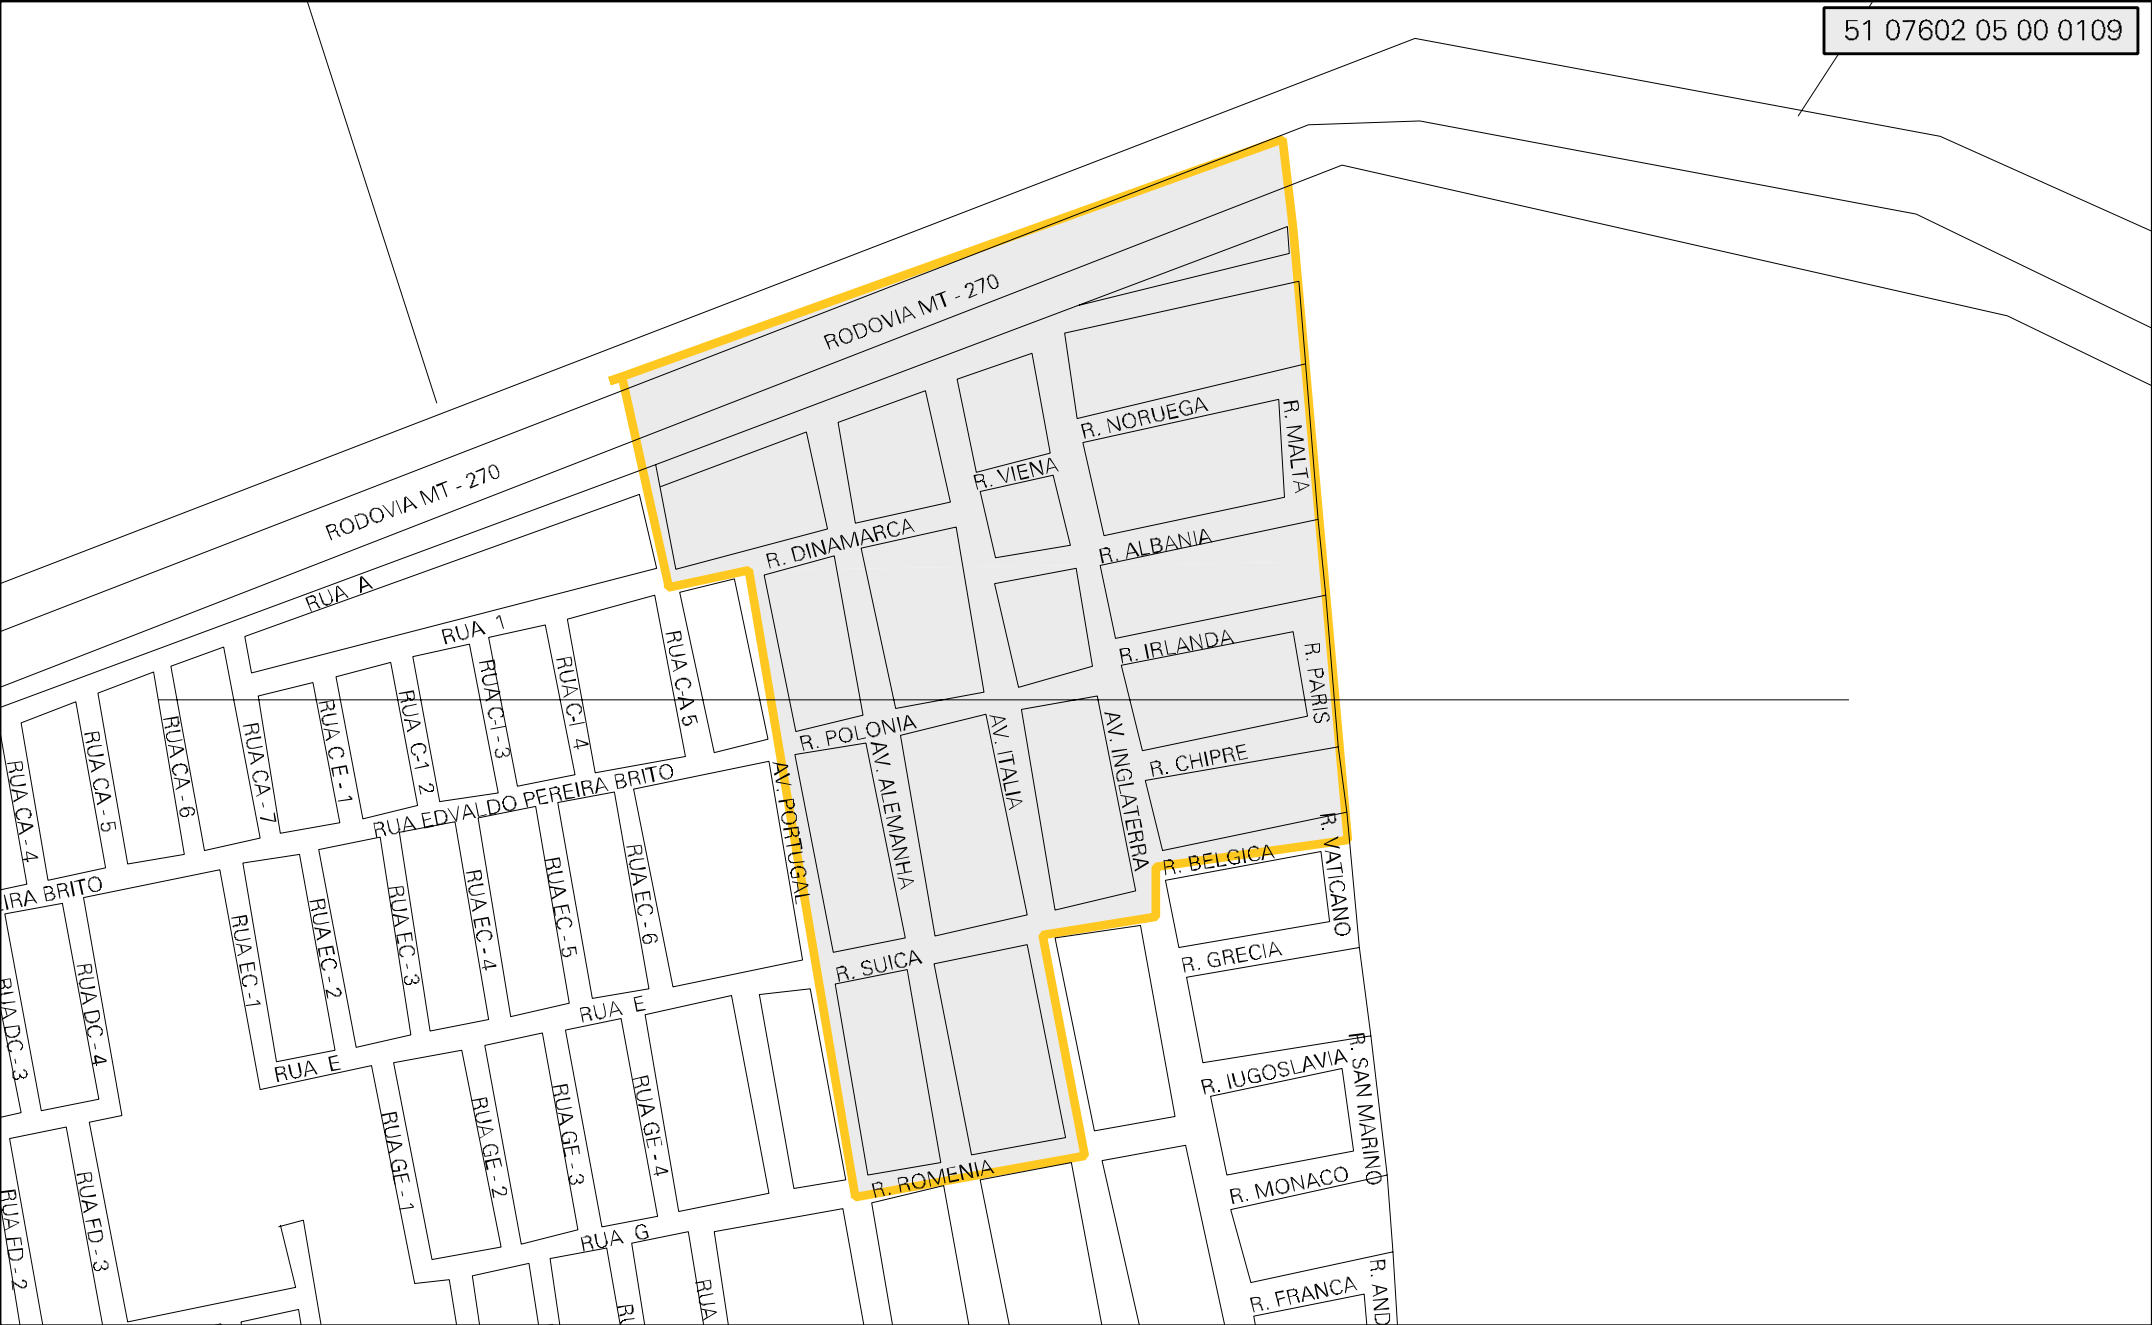 51 07602 05 00 0109
RODOVIA MT - 270
RODOVIA MT - 270
R. NORUEGA
R. MALTA
R. VIENA
R. DINAMARCA
R. ALBANIA
RUA A
RUA 1
R. IRLANDA
R. PARIS
RUA C-A 5
RUA C-I - 3
RUA C-I 4
RUA C-1 2
RUA C E - 1
RUA CA - 7
RUA CA - 6
RUA CA - 5
RUA CA - 4
R. POLONIA
AV. ITALIA
AV. INGLATERRA
AV. ALEMANHA
AV. PORTUGAL
R. CHIPRE
RUA EDVALDO PEREIRA BRITO
R. VATICANO
R. BELGICA
IRA BRITO
RUA EC-1
RUA EC - 2
RUA EC - 3
RUA EC - 4
RUA EC - 5
RUA EC - 6
R. SUICA
R. GRECIA
RUA DC - 3
RUA DC - 4
RUA E
RUA E
R. IUGOSLAVIA
R. SAN MARINO
RUA GE - 1
RUA GE - 2
RUA GE - 3
RUA GE - 4
R. ROMENIA
R. MONACO
RUA FD - 2
RUA FD - 3
RUA G
R. FRANCA
R. AND
RUA
RU